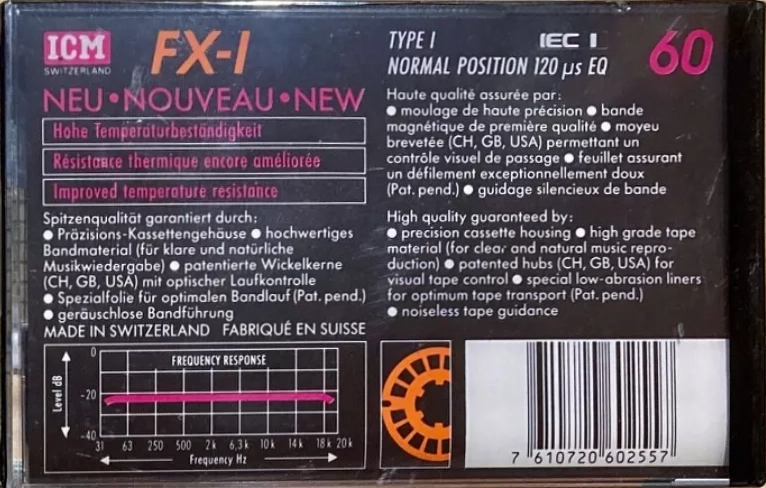 ICM
SWITZERLAND
FX-I
TYPE I IEC I
NORMAL POSITION 120 µs EQ
60
NEU•NOUVEAU•NEW
Hohe Temperaturbeständigkeit
Résistance thermique encore améliorée
Improved temperature resistance
Spitzenqualität garantiert durch:
● Präzisions-Kassettengehäuse ● hochwertiges
Bandmaterial (für klare und natürliche
Musikwiedergabe) ● patentierte Wickelkerne
(CH, GB, USA) mit optischer Laufkontrolle
● Spezialfolie für optimalen Bandlauf (Pat. pend.)
● geräuschlose Bandführung
MADE IN SWITZERLAND FABRIQUÉ EN SUISSE
Haute qualité assurée par:
● moulage de haute précision ● bande
magnétique de première qualité ● moyeu
brevetée (CH, GB, USA) permettant un
contrôle visuel de passage ● feuillet assurant
un défilement exceptionnellement doux
(Pat. pend.) ● guidage silencieux de bande
High quality guaranteed by:
● precision cassette housing ● high grade tape
material (for clear and natural music repro-
duction) ● patented hubs (CH, GB, USA) for
visual tape control ● special low-abrasion liners
for optimum tape transport (Pat. pend.)
● noiseless tape guidance
FREQUENCY RESPONSE
Level dB
0
-20
-40
31 63 250 500 2k 6,3k 10k 14k 18k 20k
Frequency Hz
7 610720 602557